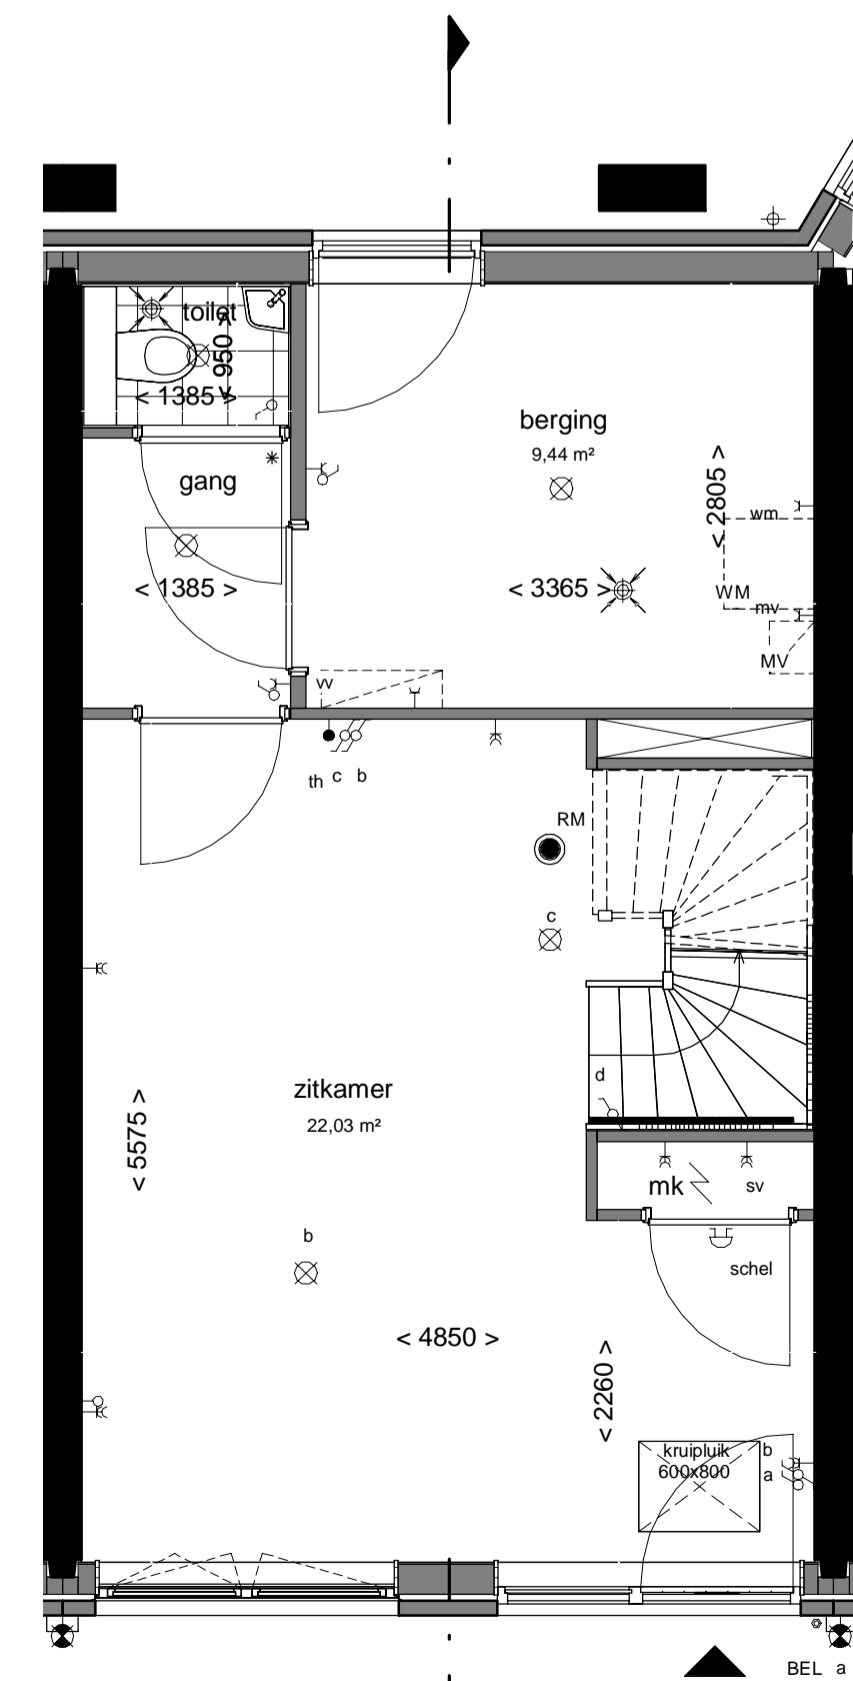 toilet
< 950 >
< 1385 >
gang
< 1385 >
berging
9,44 m²
< 2805 >
wm
< 3365 >
WM
mv
MV
vv
th c b
RM
c
d
zitkamer
22,03 m²
< 5575 >
mk
sv
schel
b
< 4850 >
< 2260 >
kruipluik
600x800
b
a
BEL a